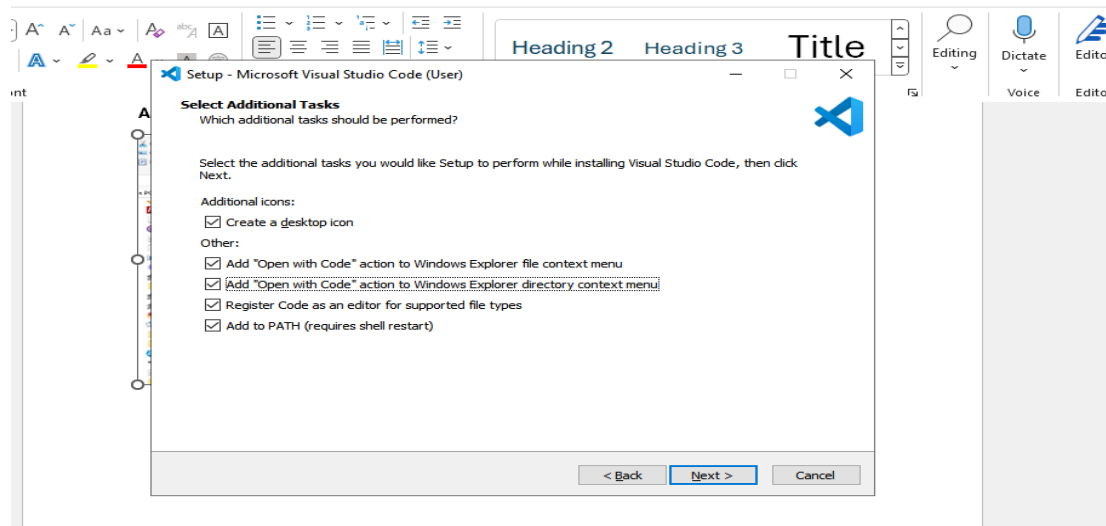 Aa
A
Heading 2 Heading 3 Title
Editing
Dictate
Voice
Setup - Microsoft Visual Studio Code (User)
Select Additional Tasks
Which additional tasks should be performed?
Select the additional tasks you would like Setup to perform while installing Visual Studio Code, then click
Next.
Additional icons:
Create a desktop icon
Other:
Add "Open with Code" action to Windows Explorer file context menu
Add "Open with Code" action to Windows Explorer directory context menu
Register Code as an editor for supported file types
Add to PATH (requires shell restart)
< Back Next > Cancel